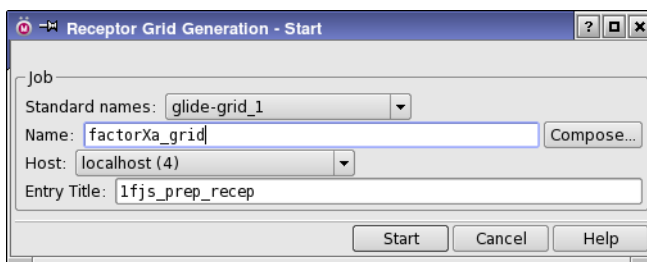 Receptor Grid Generation - Start
Job
Standard names: glide-grid_1
Name: factorXa_grid Compose...
Host: localhost (4)
Entry Title: 1fjs_prep_recep
Start Cancel Help